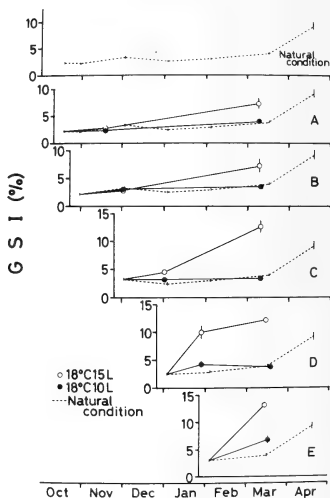 10
5
0
Natural
condition
10
5
0
A
10
5
0
B
G S I (%)
15
10
5
0
C
15
10
5
0
D
○ 18°C15L
● 18°C10L
Natural
condition
15
10
5
0
E
Oct Nov Dec Jan Feb Mar Apr